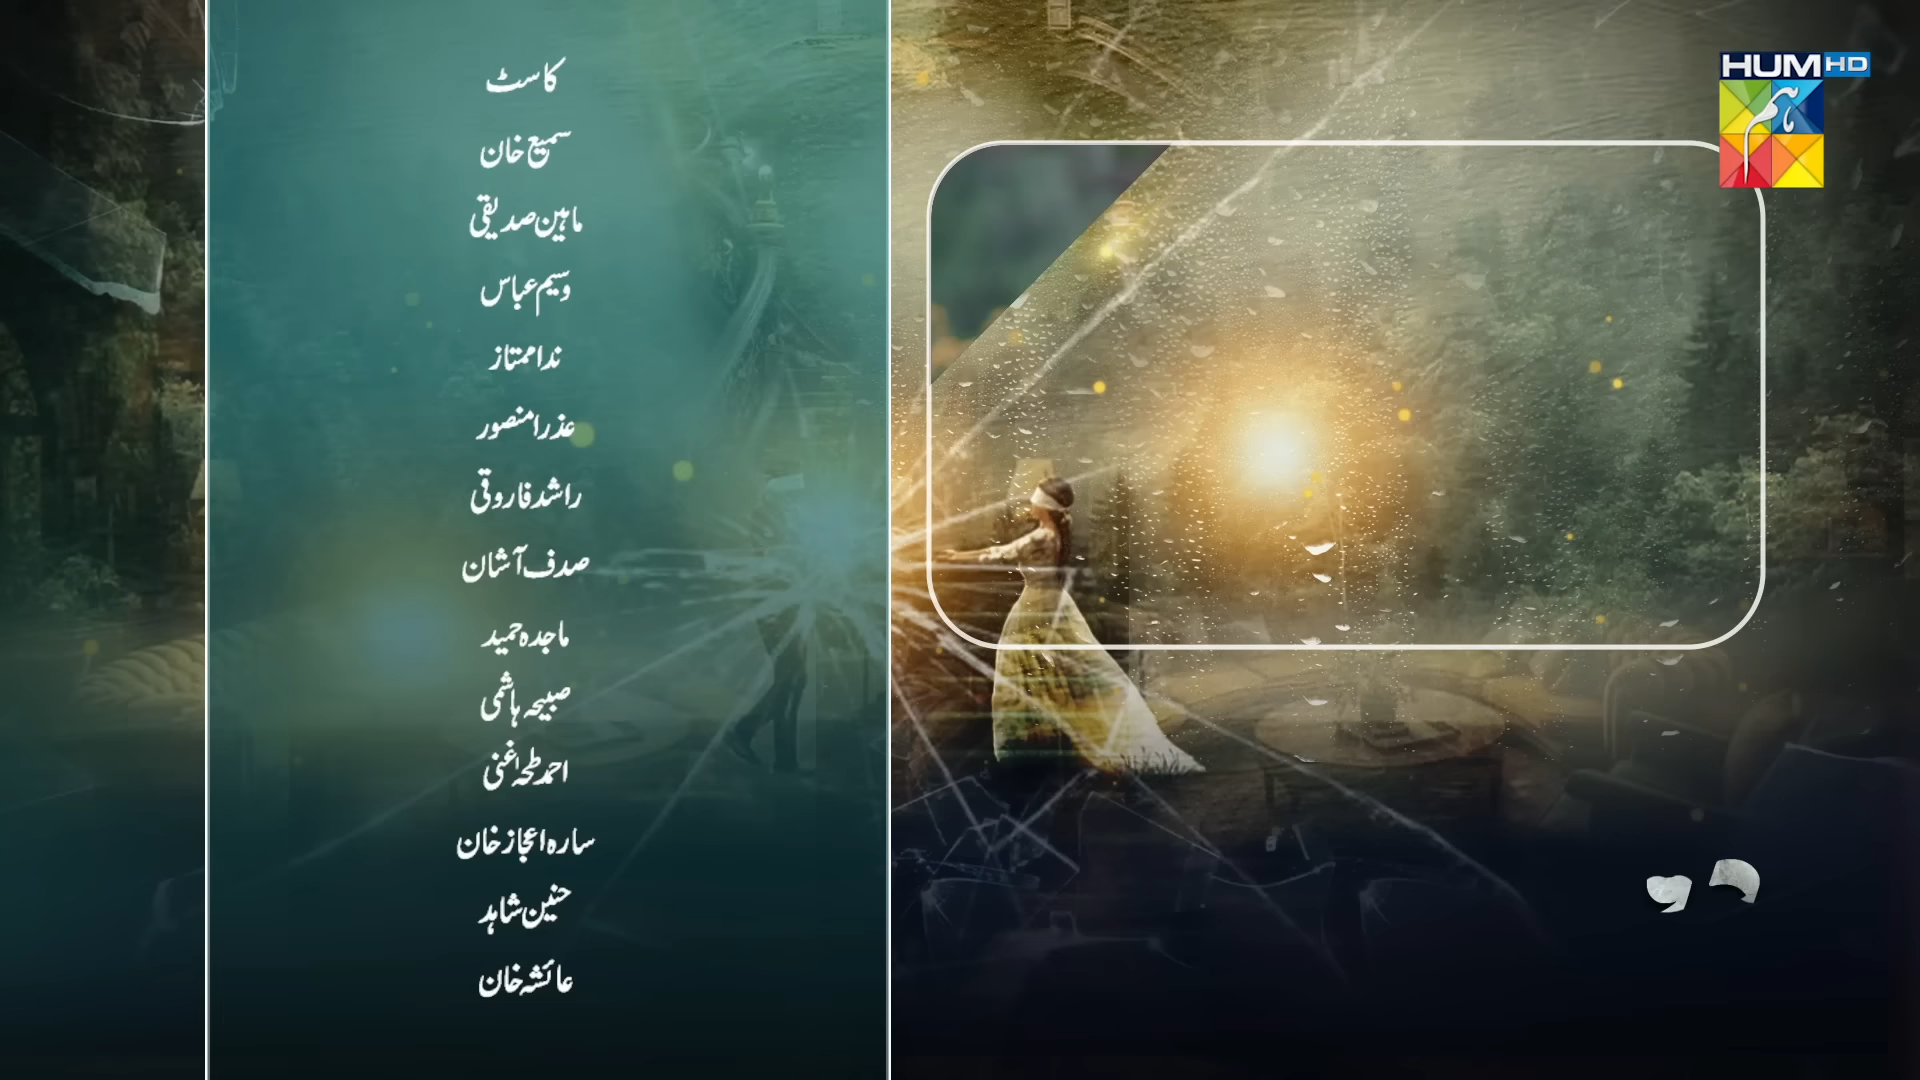 کاسٹ
سمیع خان
ماہین صدیقی
وسیم عباس
ندا ممتاز
عذرا منصور
راشد فاروقی
صدف آشان
ماجدہ حمید
صبیحہ ہاشمی
احمد طحہٰ غنی
سارہ اعجاز خان
حنین شاہد
عائشہ خان
HUM HD
ہم